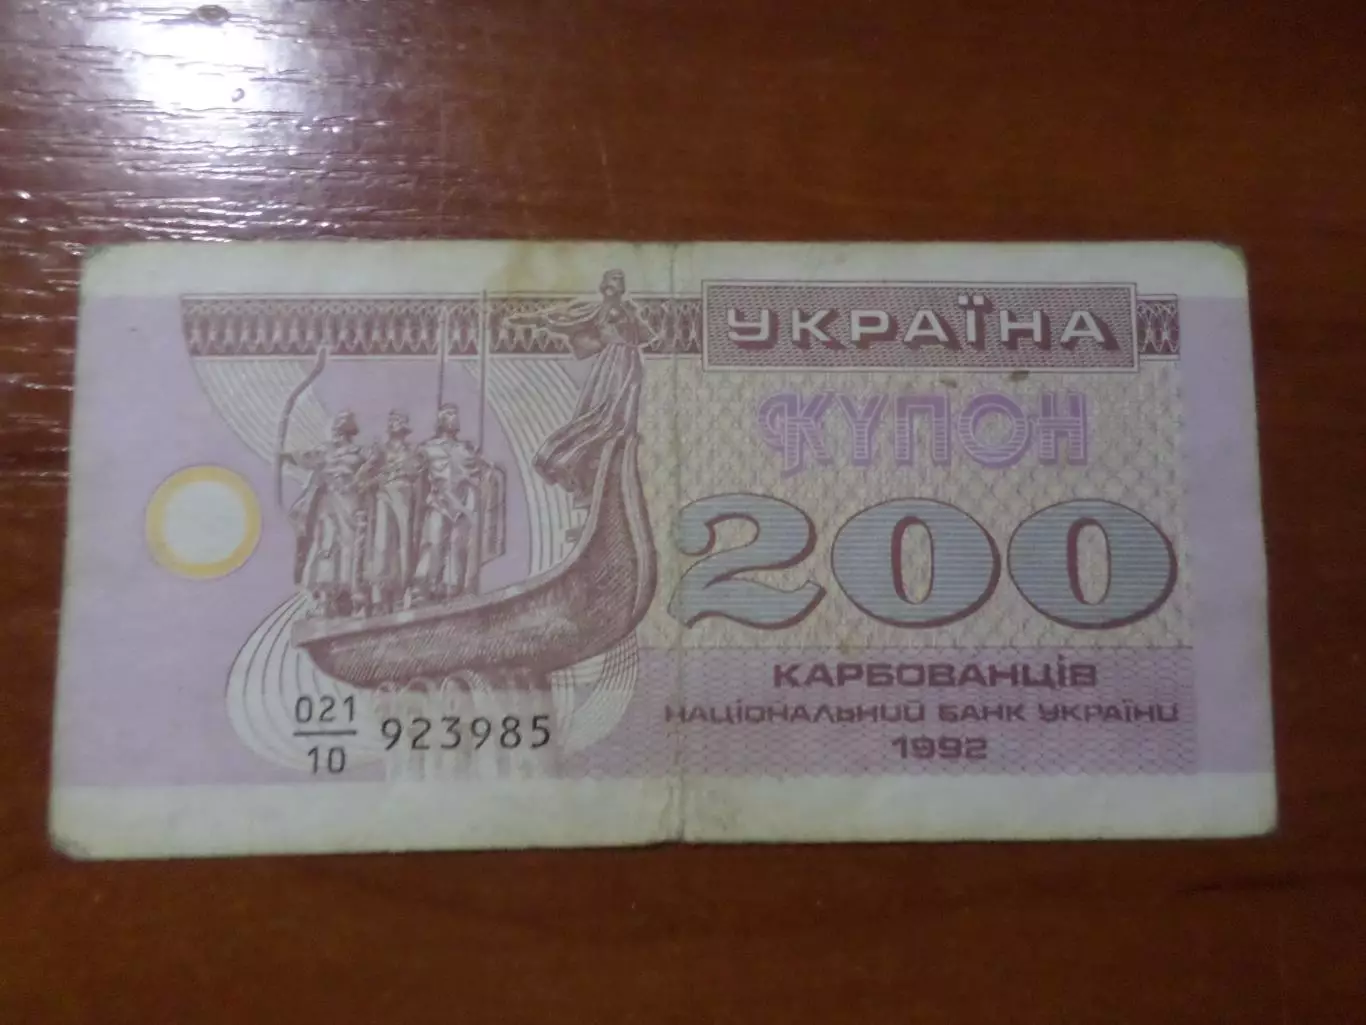 УКРАЇНА
КУПОН
200
КАРБОВАНЦІВ
НАЦІОНАЛЬНИЙ БАНК УКРАЇНИ
1992
021/10 923985